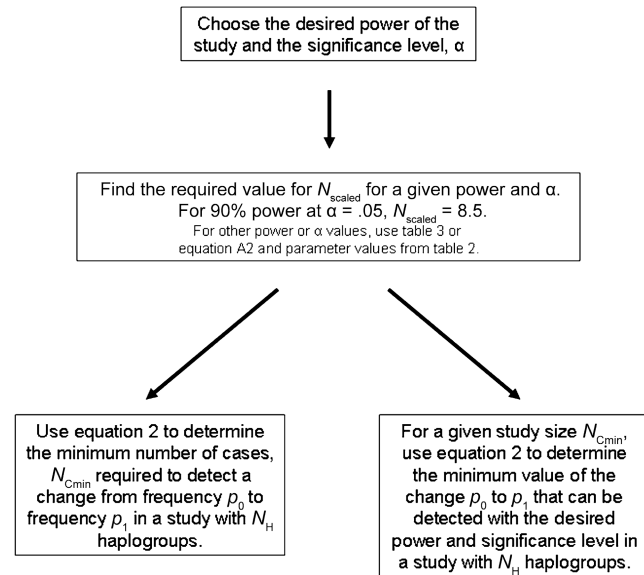 Choose the desired power of the
study and the significance level, α
Find the required value for Nscaled for a given power and α.
For 90% power at α = .05, Nscaled = 8.5.
For other power or α values, use table 3 or
equation A2 and parameter values from table 2.
Use equation 2 to determine
the minimum number of cases,
NCmin required to detect a
change from frequency p0 to
frequency p1 in a study with NH
haplogroups.
For a given study size NCmin,
use equation 2 to determine
the minimum value of the
change p0 to p1 that can be
detected with the desired
power and significance level in
a study with NH haplogroups.